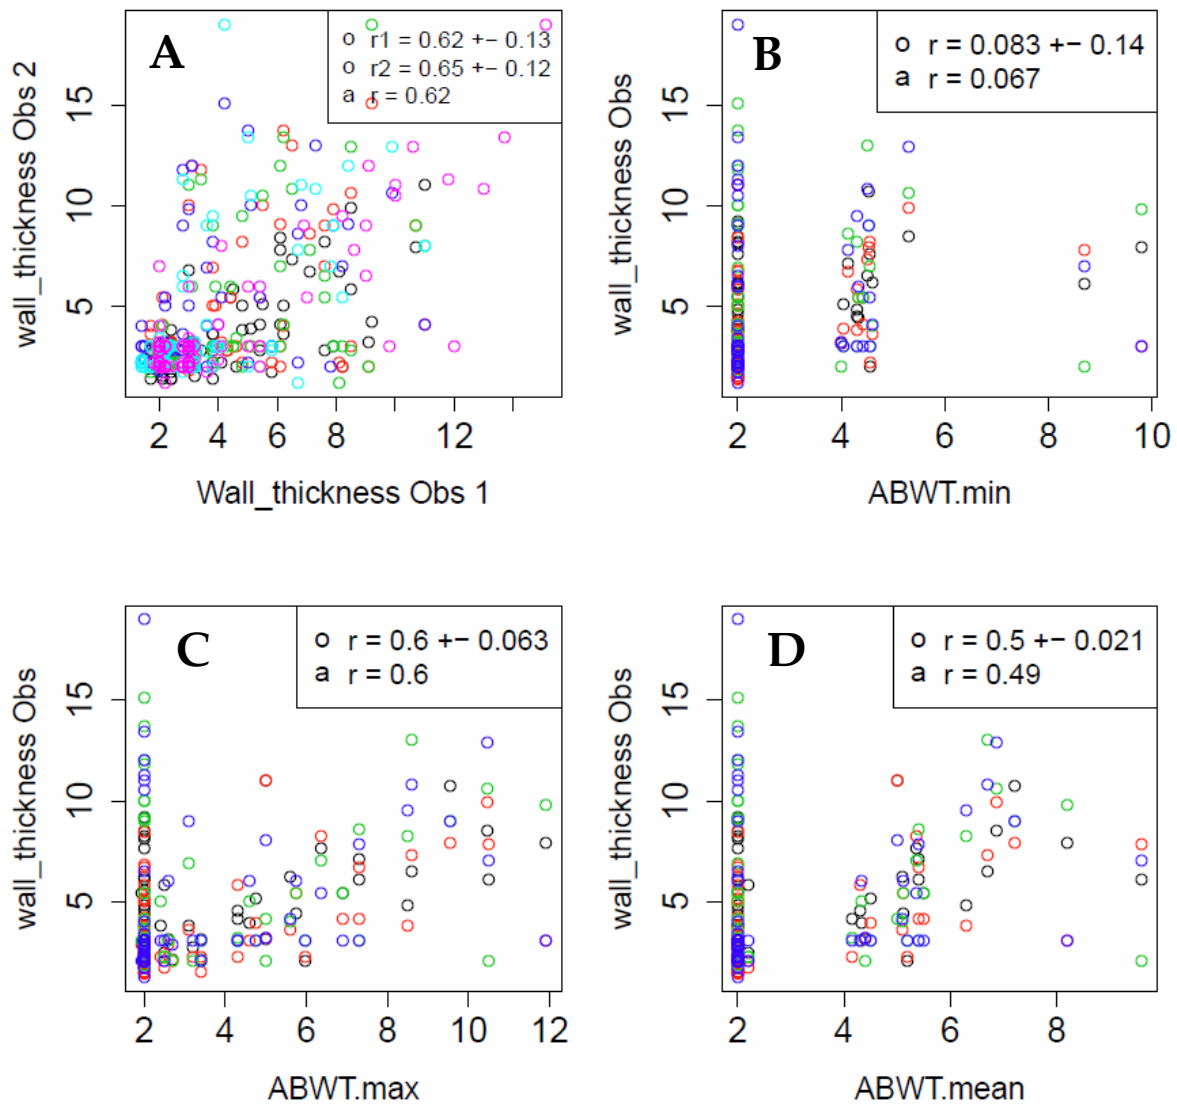 A
r1 = 0.62 +− 0.13
r2 = 0.65 +− 0.12
a r = 0.62
wall_thickness Obs 2
5 10 15
2 4 6 8 12
Wall_thickness Obs 1
B
o r = 0.083 +− 0.14
a r = 0.067
wall_thickness Obs
5 10 15
2 4 6 8 10
ABWT.min
C
o r = 0.6 +− 0.063
a r = 0.6
wall_thickness Obs
5 10 15
2 4 6 8 10 12
ABWT.max
D
o r = 0.5 +− 0.021
a r = 0.49
wall_thickness Obs
5 10 15
2 4 6 8
ABWT.mean